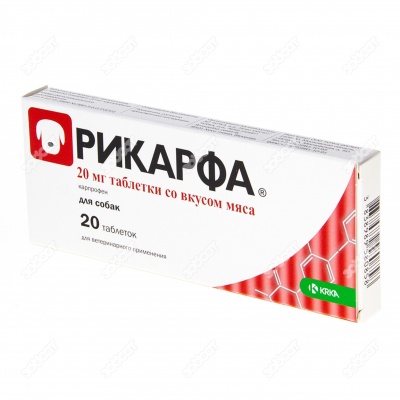 РИКАРФА®
20 мг таблетки со вкусом мяса
карпрофен
для собак
20 таблеток
для ветеринарного применения
KRKA